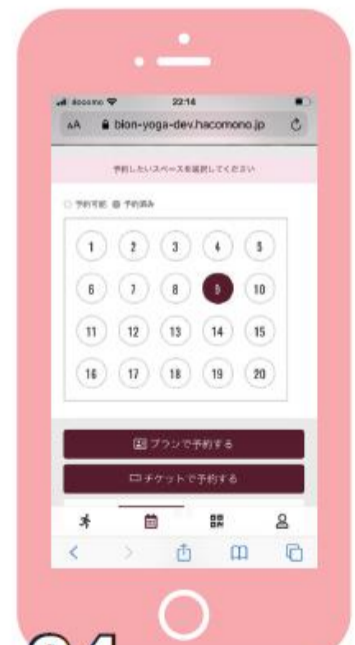 docomo 22:14
AA bion-yoga-dev.hacomono.jp
予約したいスペースを選択してください
予約可能 予約済み
1 2 3 4 5
6 7 8 9 10
11 12 13 14 15
16 17 18 19 20
プランで予約する
チケットで予約する